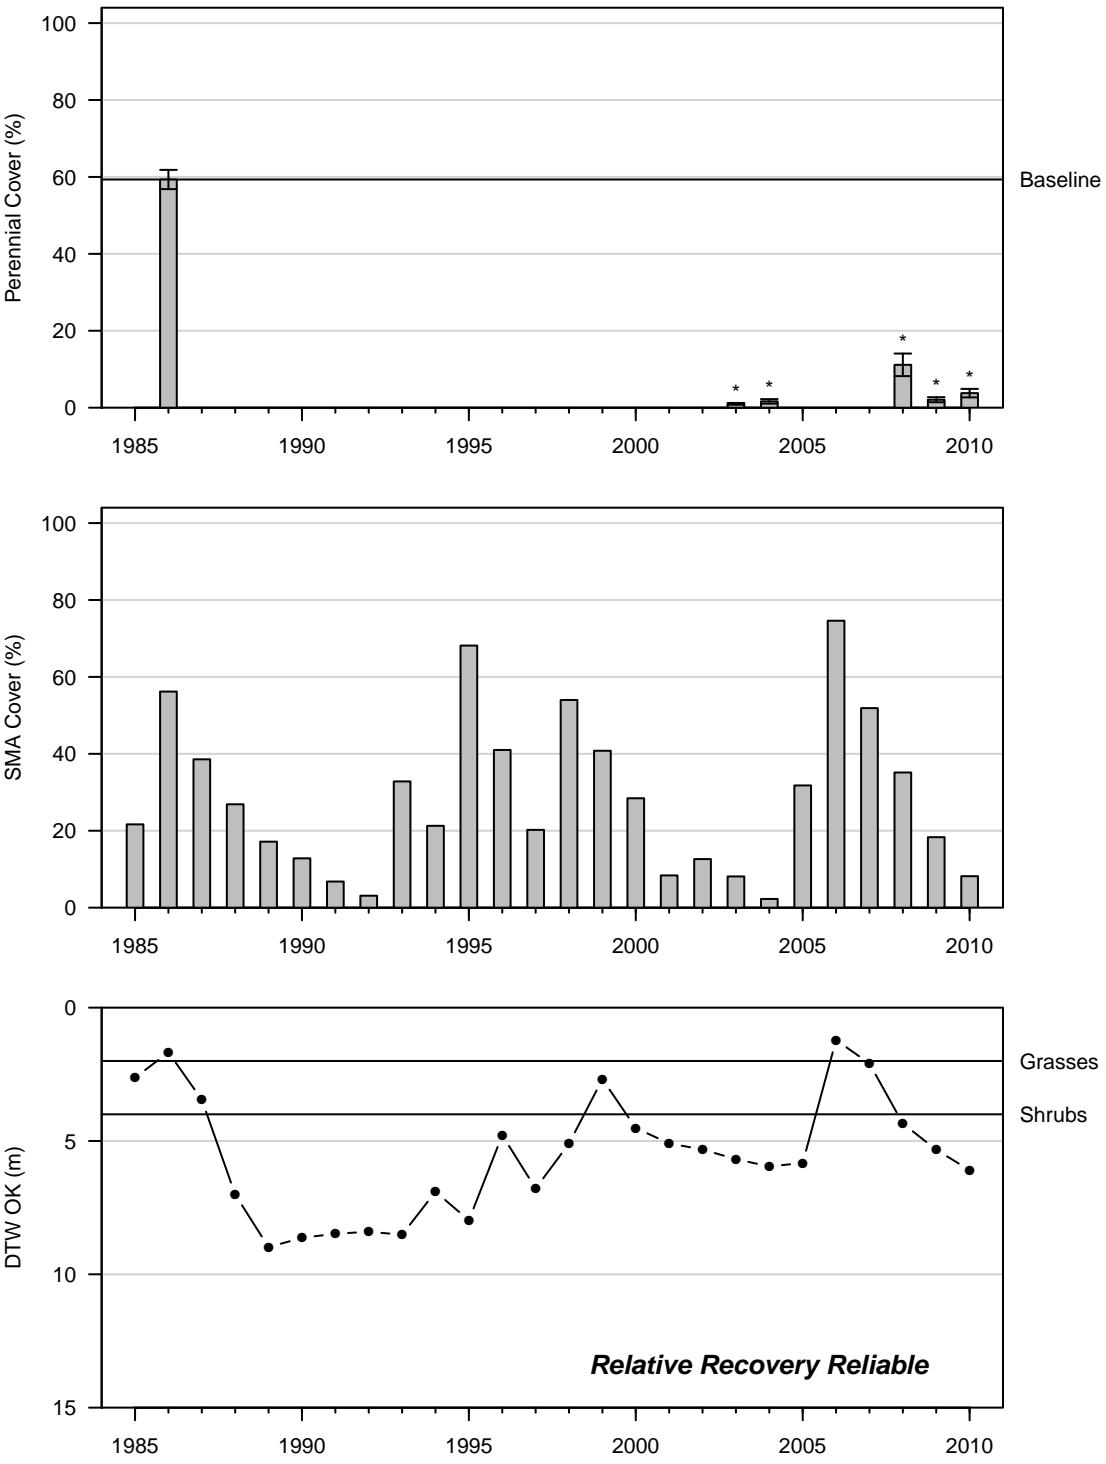 Perennial Cover (%)
100
80
60
40
20
0
Baseline
* * * * *
1985 1990 1995 2000 2005 2010
SMA Cover (%)
100
80
60
40
20
0
1985 1990 1995 2000 2005 2010
DTW OK (m)
0
5
10
15
Grasses
Shrubs
Relative Recovery Reliable
1985 1990 1995 2000 2005 2010